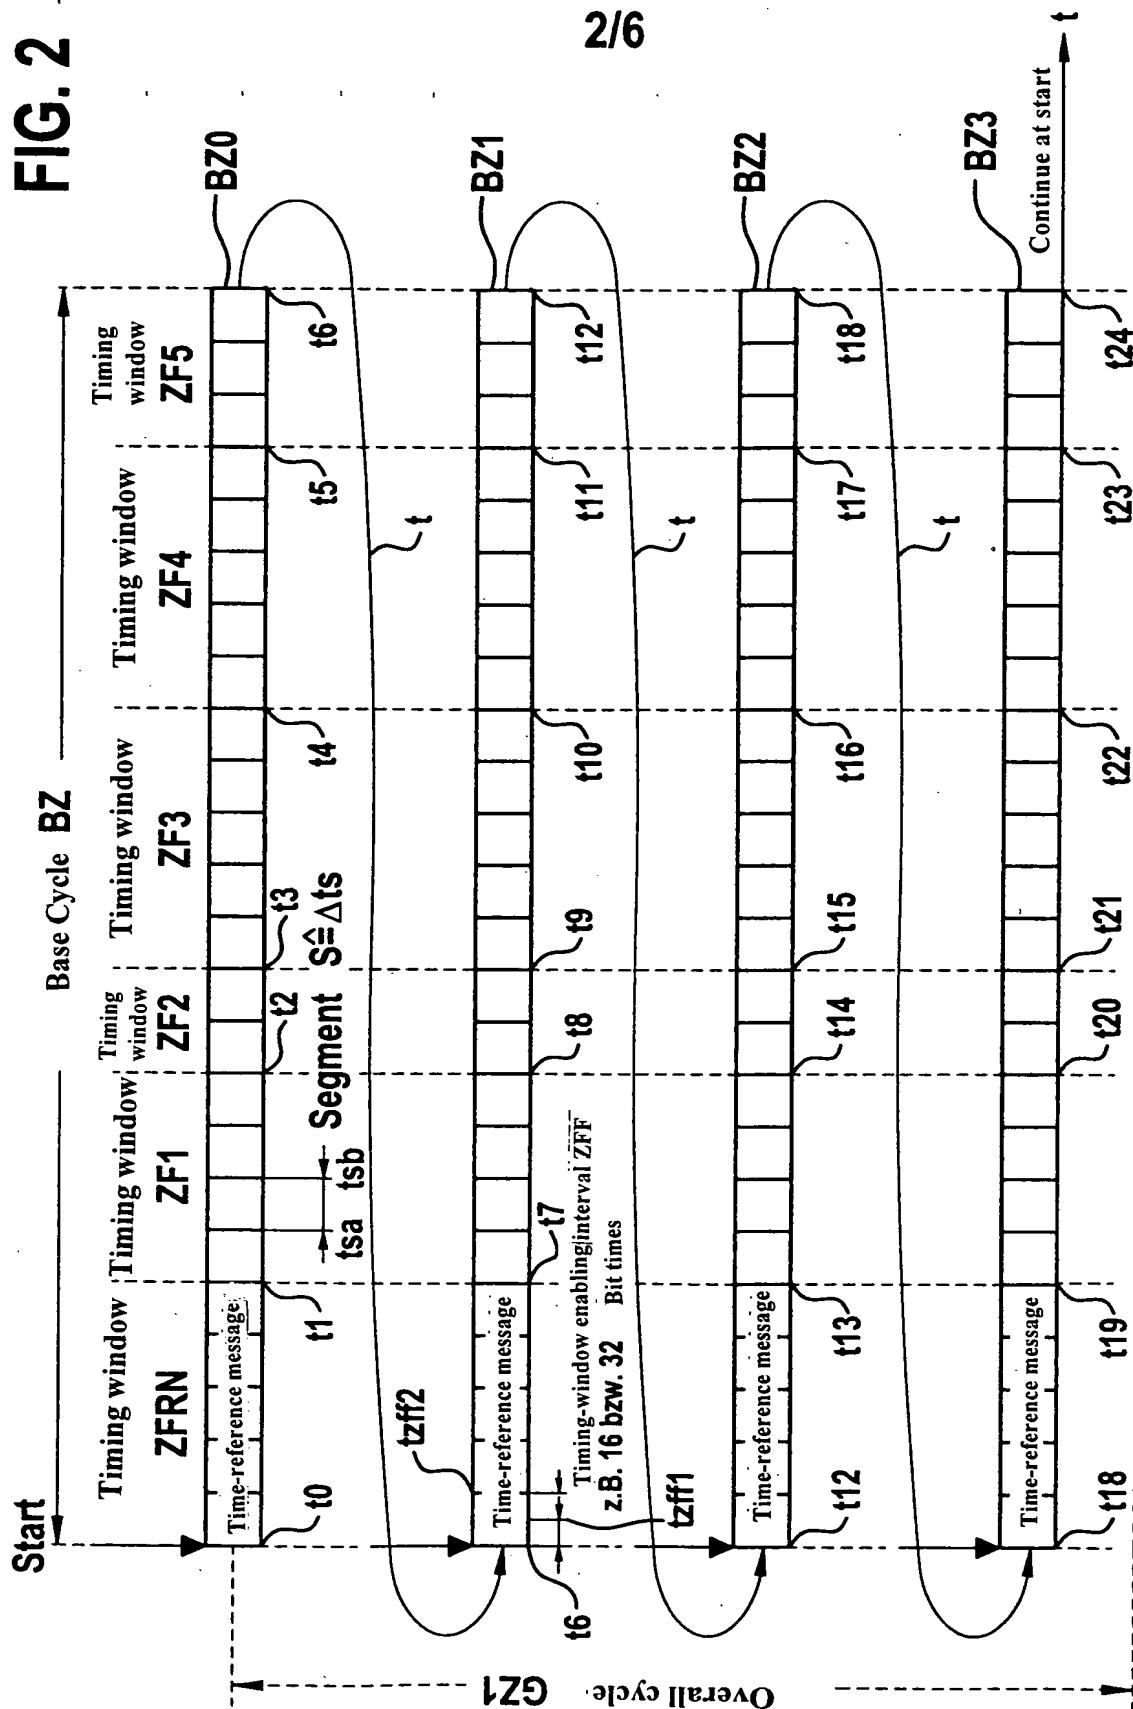 2/6
FIG. 2
Start
Base Cycle BZ
Timing window
ZFRN
Timing window
ZF1
Timing
window
ZF2
Timing window
ZF3
Timing window
ZF4
Timing
window
ZF5
BZ0
Time-reference message
t0
t1
t2
t3
t4
t5
t6
tsa
tsb
Segment S≙Δts
t
BZ1
tzff2
Time-reference message
t6
t7
t8
t9
t10
t11
t12
Timing-window enabling interval ZFF
z.B. 16 bzw. 32 Bit times
tzff1
t
BZ2
Time-reference message
t12
t13
t14
t15
t16
t17
t18
t
BZ3
Continue at start
t
Time-reference message
t18
t19
t20
t21
t22
t23
t24
Overall cycle
GZ1